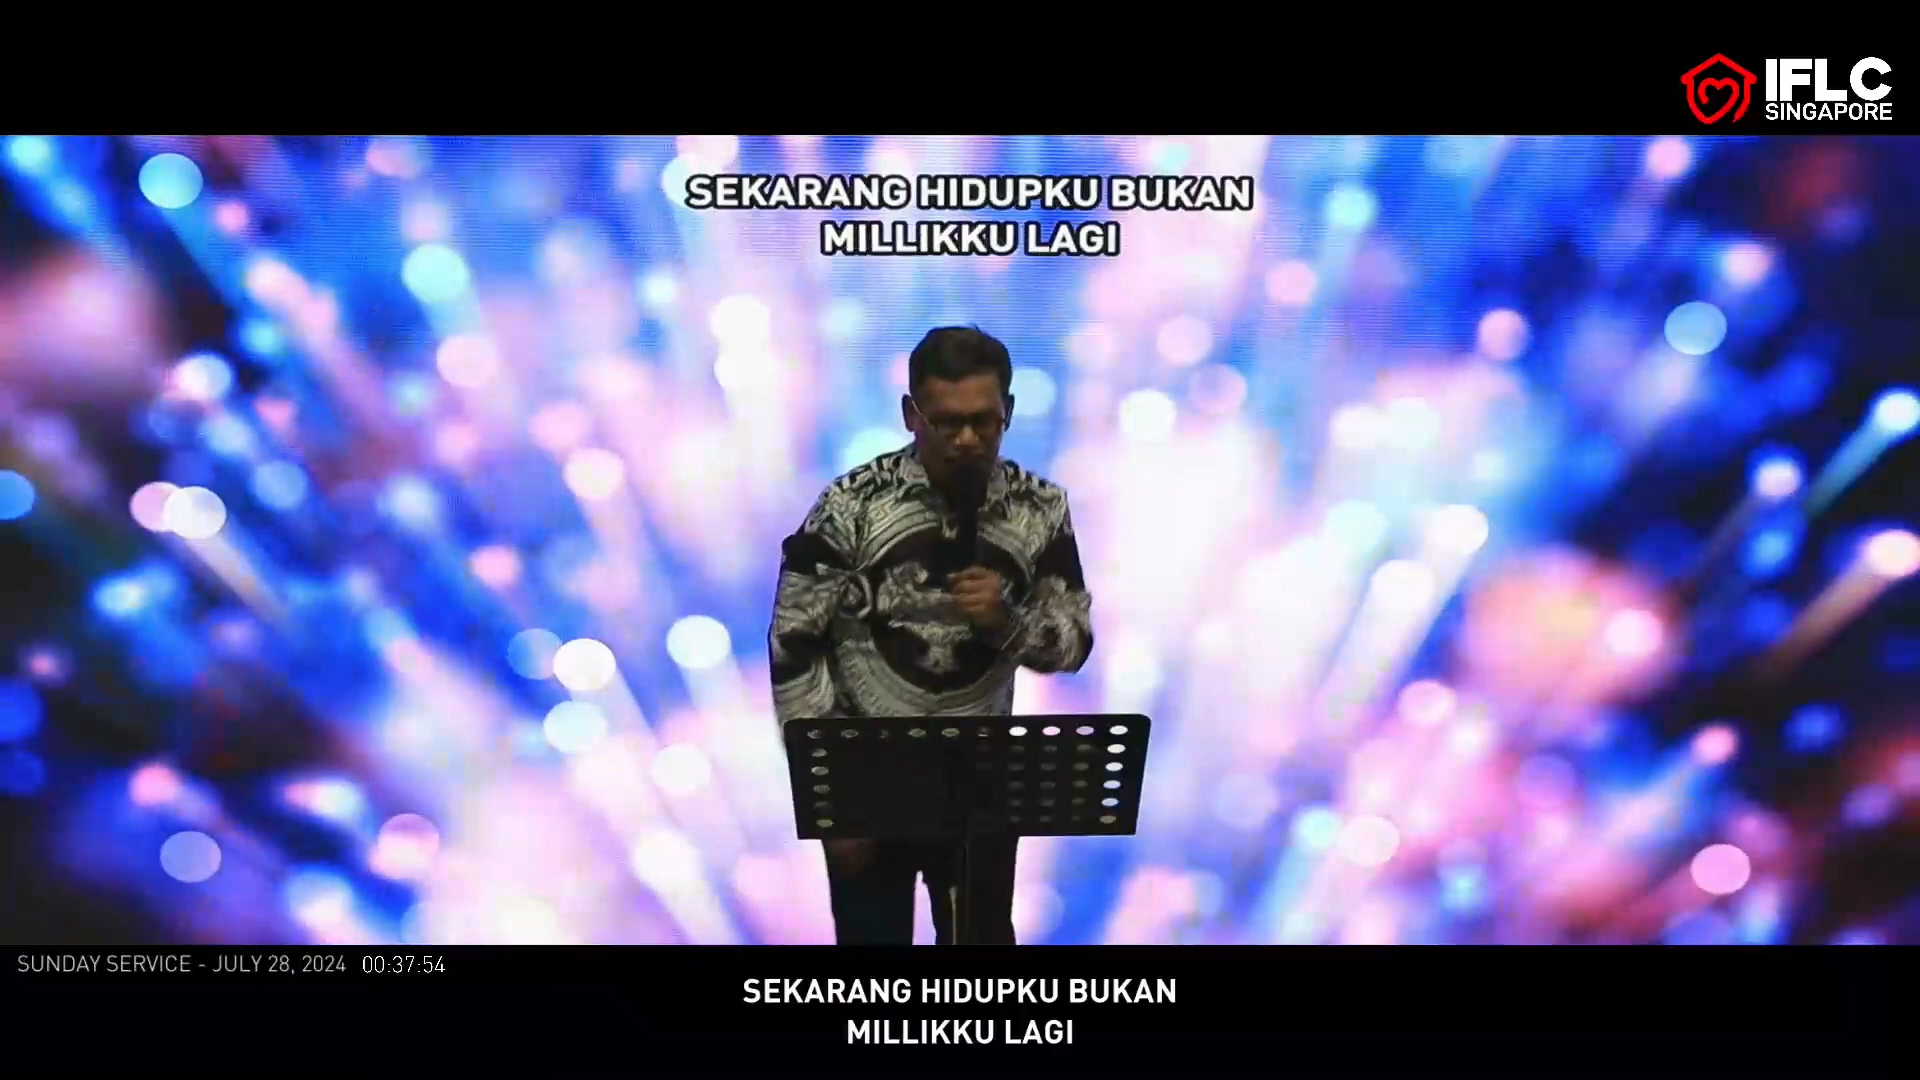 IFLC
SINGAPORE
SEKARANG HIDUPKU BUKAN
MILLIKKU LAGI
SUNDAY SERVICE - JULY 28, 2024 00:37:54
SEKARANG HIDUPKU BUKAN
MILLIKKU LAGI